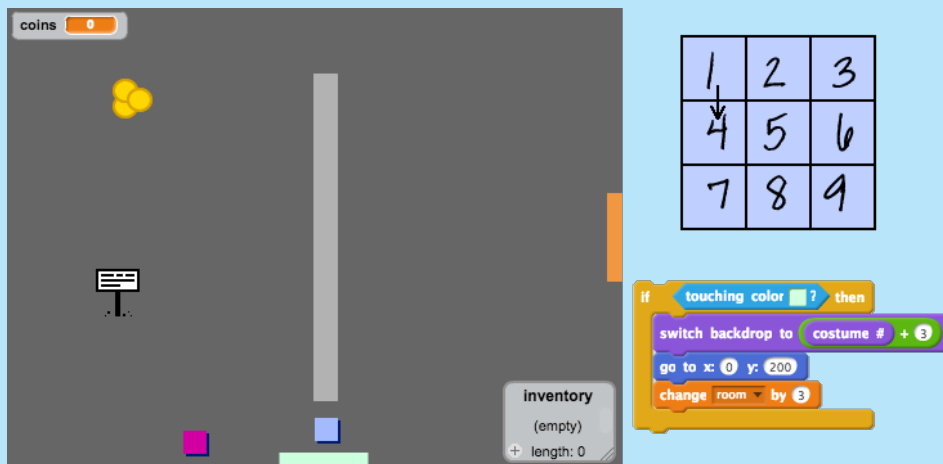 coins 0
1 2 3
4 5 6
7 8 9
if touching color ? then
switch backdrop to costume # + 3
go to x: 0 y: 200
change room by 3
inventory
(empty)
+ length: 0